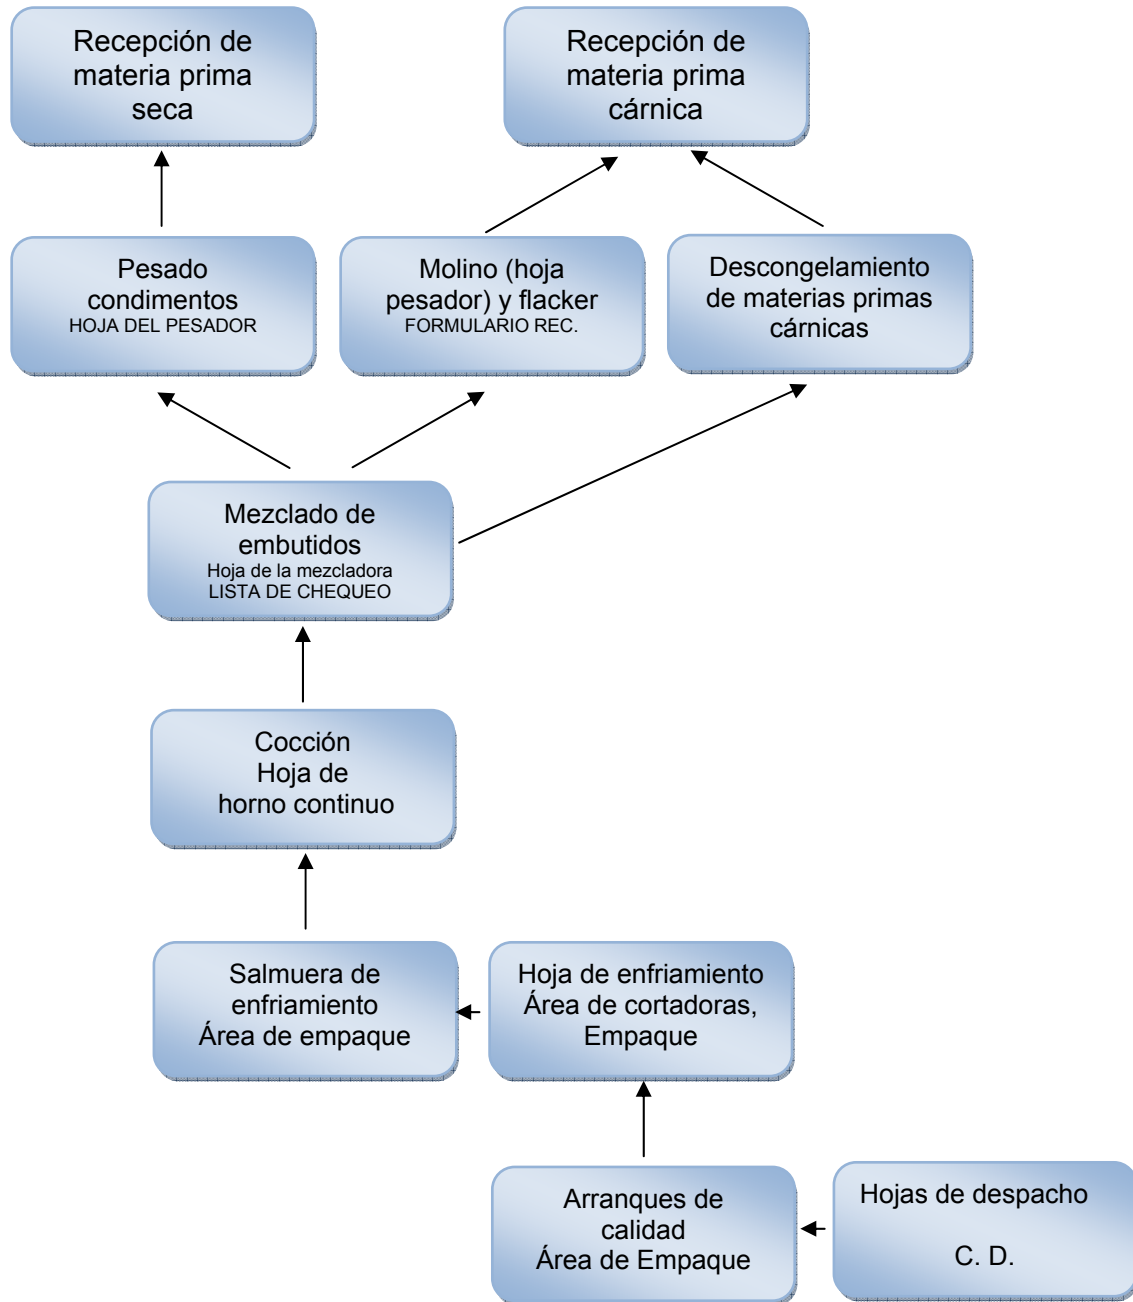 Recepción de
materia prima
seca
Recepción de
materia prima
cárnica
Pesado
condimentos
HOJA DEL PESADOR
Molino (hoja
pesador) y flacker
FORMULARIO REC.
Descongelamiento
de materias primas
cárnicas
Mezclado de
embutidos
Hoja de la mezcladora
LISTA DE CHEQUEO
Cocción
Hoja de
horno continuo
Salmuera de
enfriamiento
Área de empaque
Hoja de enfriamiento
Área de cortadoras,
Empaque
Arranques de
calidad
Área de Empaque
Hojas de despacho
C. D.